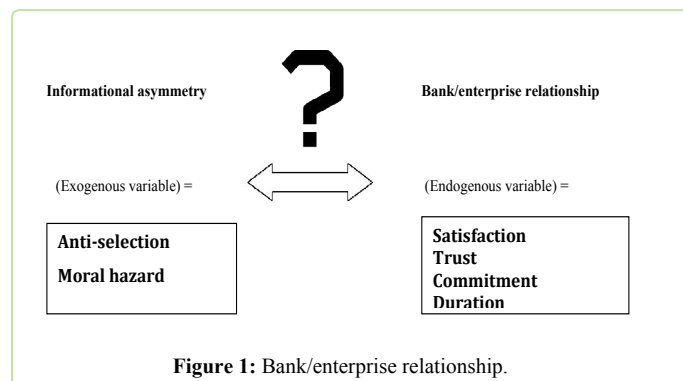 Informational asymmetry
?
Bank/enterprise relationship
(Exogenous variable) =
(Endogenous variable) =
Anti-selection
Moral hazard
Satisfaction
Trust
Commitment
Duration
Figure 1: Bank/enterprise relationship.